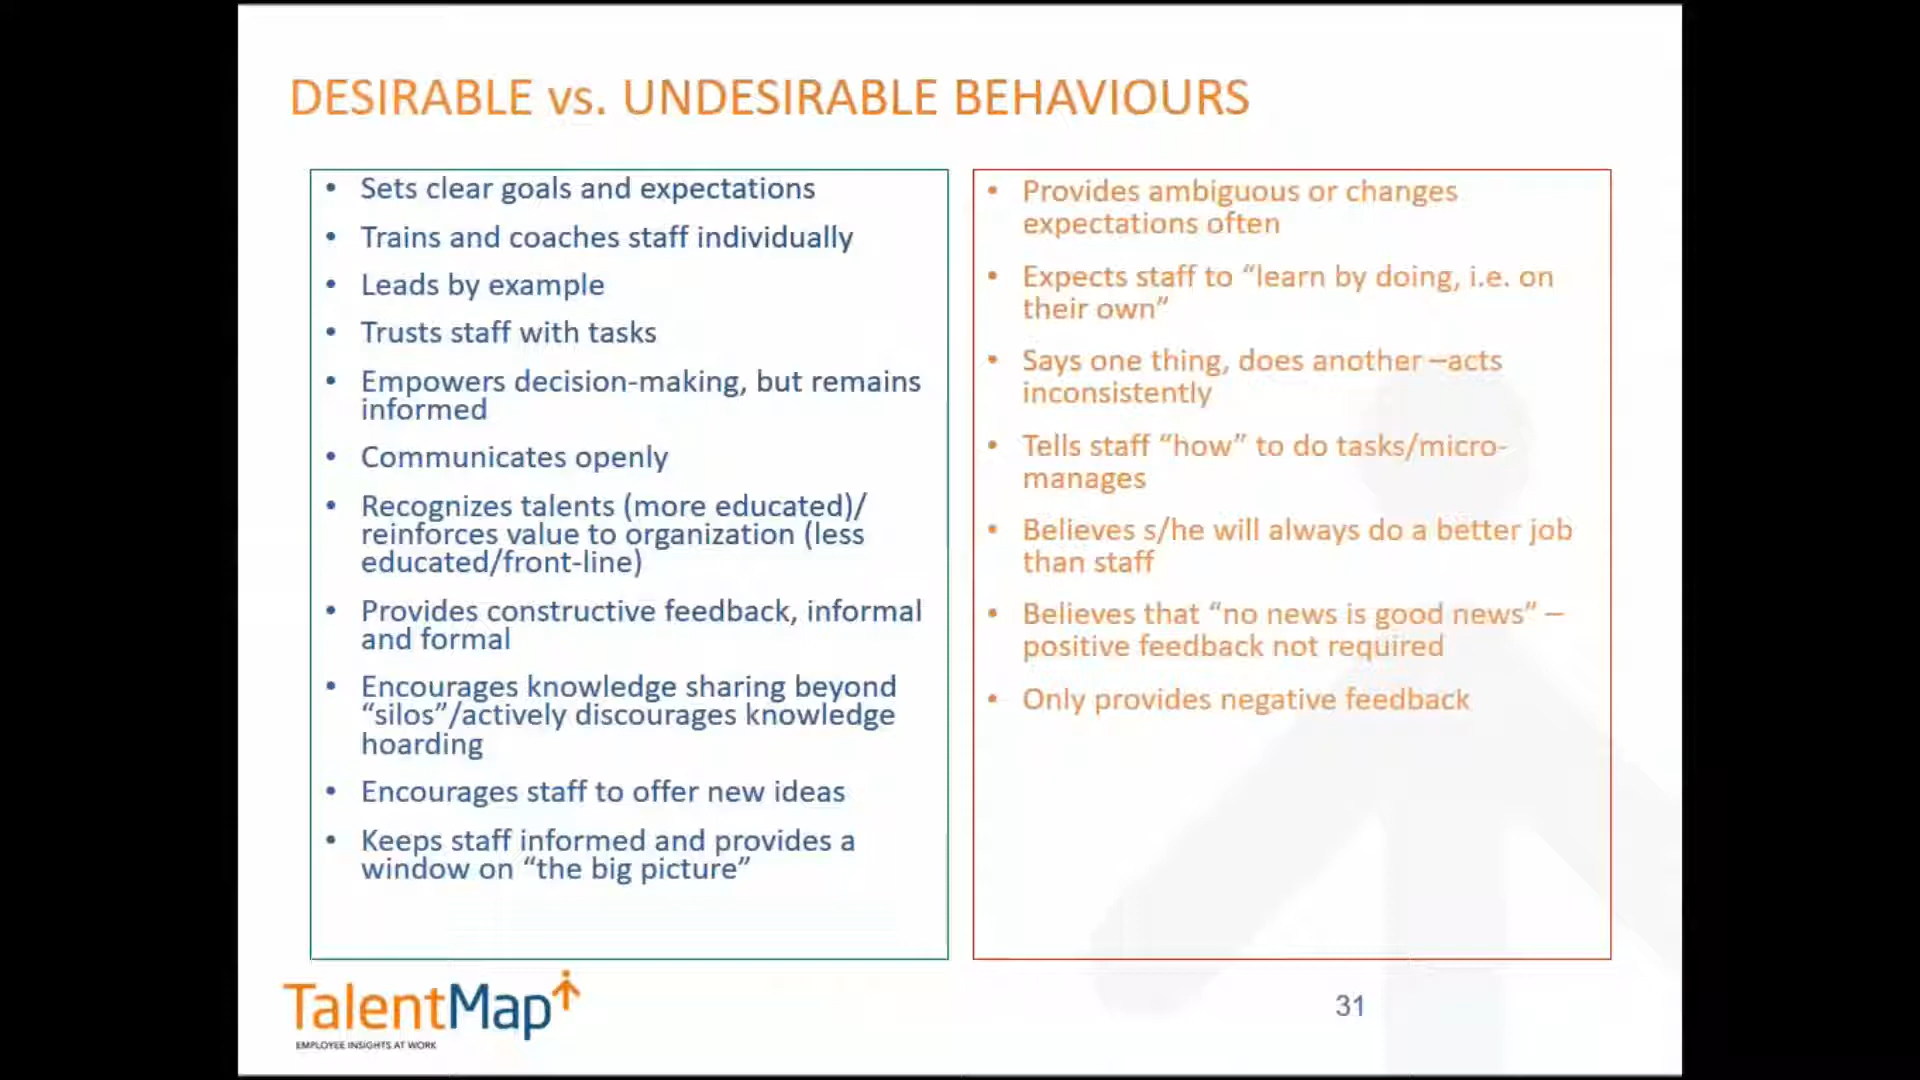 DESIRABLE vs. UNDESIRABLE BEHAVIOURS
• Sets clear goals and expectations
• Trains and coaches staff individually
• Leads by example
• Trusts staff with tasks
• Empowers decision-making, but remains
informed
• Communicates openly
• Recognizes talents (more educated)/
reinforces value to organization (less
educated/front-line)
• Provides constructive feedback, informal
and formal
• Encourages knowledge sharing beyond
“silos”/actively discourages knowledge
hoarding
• Encourages staff to offer new ideas
• Keeps staff informed and provides a
window on “the big picture”
• Provides ambiguous or changes
expectations often
• Expects staff to “learn by doing, i.e. on
their own”
• Says one thing, does another –acts
inconsistently
• Tells staff “how” to do tasks/micro-
manages
• Believes s/he will always do a better job
than staff
• Believes that “no news is good news” –
positive feedback not required
• Only provides negative feedback
TalentMap
EMPLOYEE INSIGHTS AT WORK
31